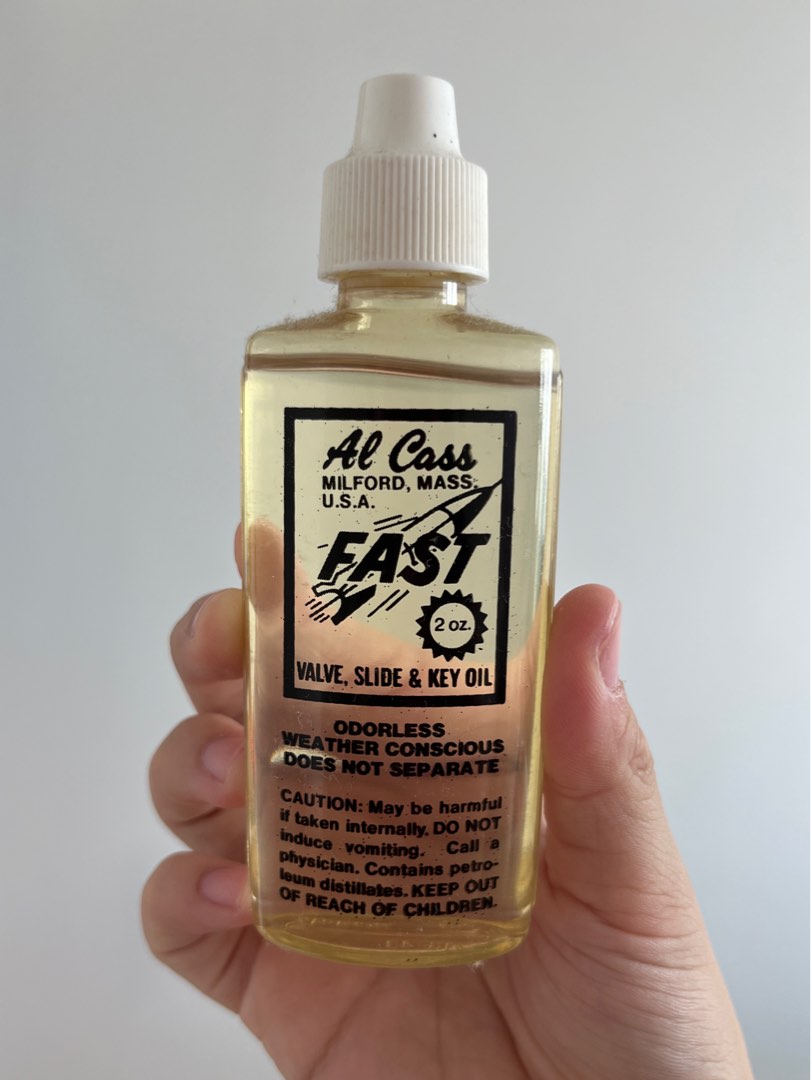 Al Cass
MILFORD, MASS.
U.S.A.
FAST
2 oz.
VALVE, SLIDE & KEY OIL
ODORLESS
WEATHER CONSCIOUS
DOES NOT SEPARATE
CAUTION: May be harmful
if taken internally. DO NOT
induce vomiting. Call a
physician. Contains petro-
leum distillates. KEEP OUT
OF REACH OF CHILDREN.